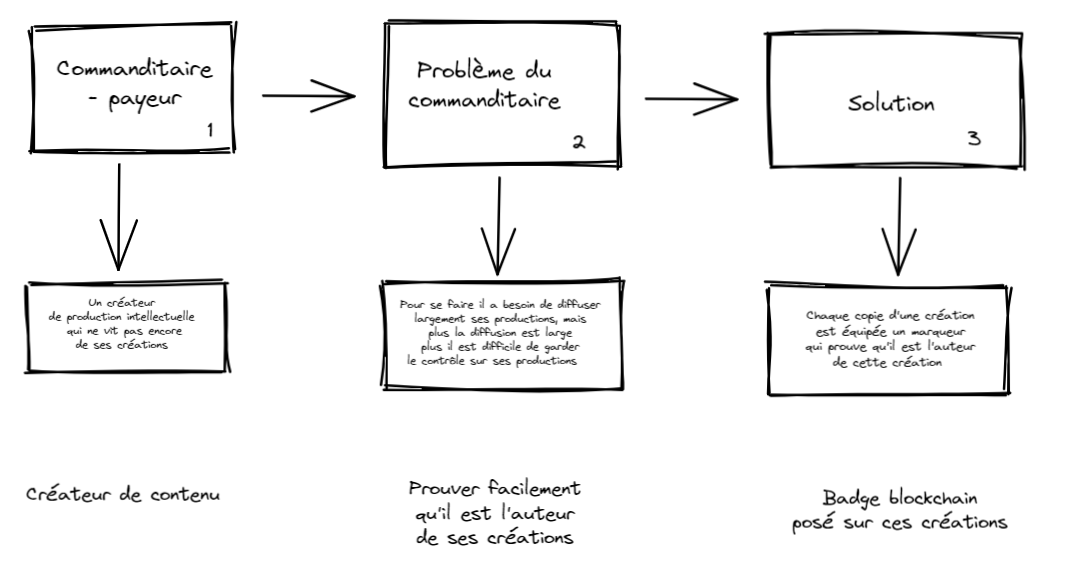 Commanditaire
- payeur
1
Problème du
commanditaire
2
Solution
3
Un créateur
de production intellectuelle
qui ne vit pas encore
de ses créations
Pour se faire il a besoin de diffuser
largement ses productions, mais
plus la diffusion est large
plus il est difficile de garder
le contrôle sur ses productions
Chaque copie d'une création
est équipée un marqueur
qui prouve qu'il est l'auteur
de cette création
Créateur de contenu
Prouver facilement
qu'il est l'auteur
de ses créations
Badge blockchain
posé sur ces créations